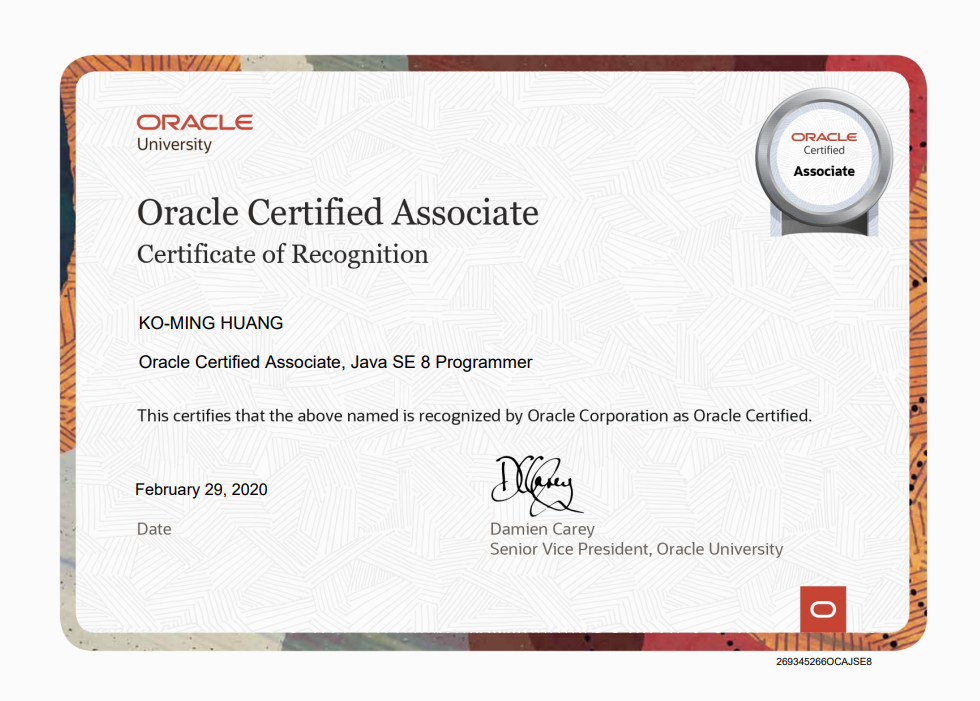 ORACLE
University
ORACLE
Certified
Associate
Oracle Certified Associate
Certificate of Recognition
KO-MING HUANG
Oracle Certified Associate, Java SE 8 Programmer
This certifies that the above named is recognized by Oracle Corporation as Oracle Certified.
February 29, 2020
Date
DCarey
Damien Carey
Senior Vice President, Oracle University
269345266OCAJSE8